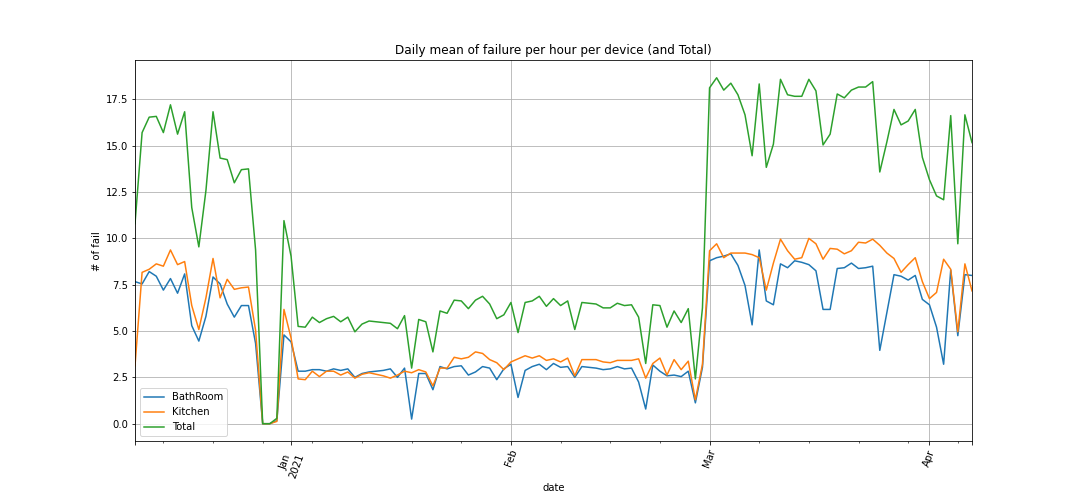 Daily mean of failure per hour per device (and Total)
# of fail
17.5
15.0
12.5
10.0
7.5
5.0
2.5
0.0
BathRoom
Kitchen
Total
Jan
2021
Feb
Mar
Apr
date